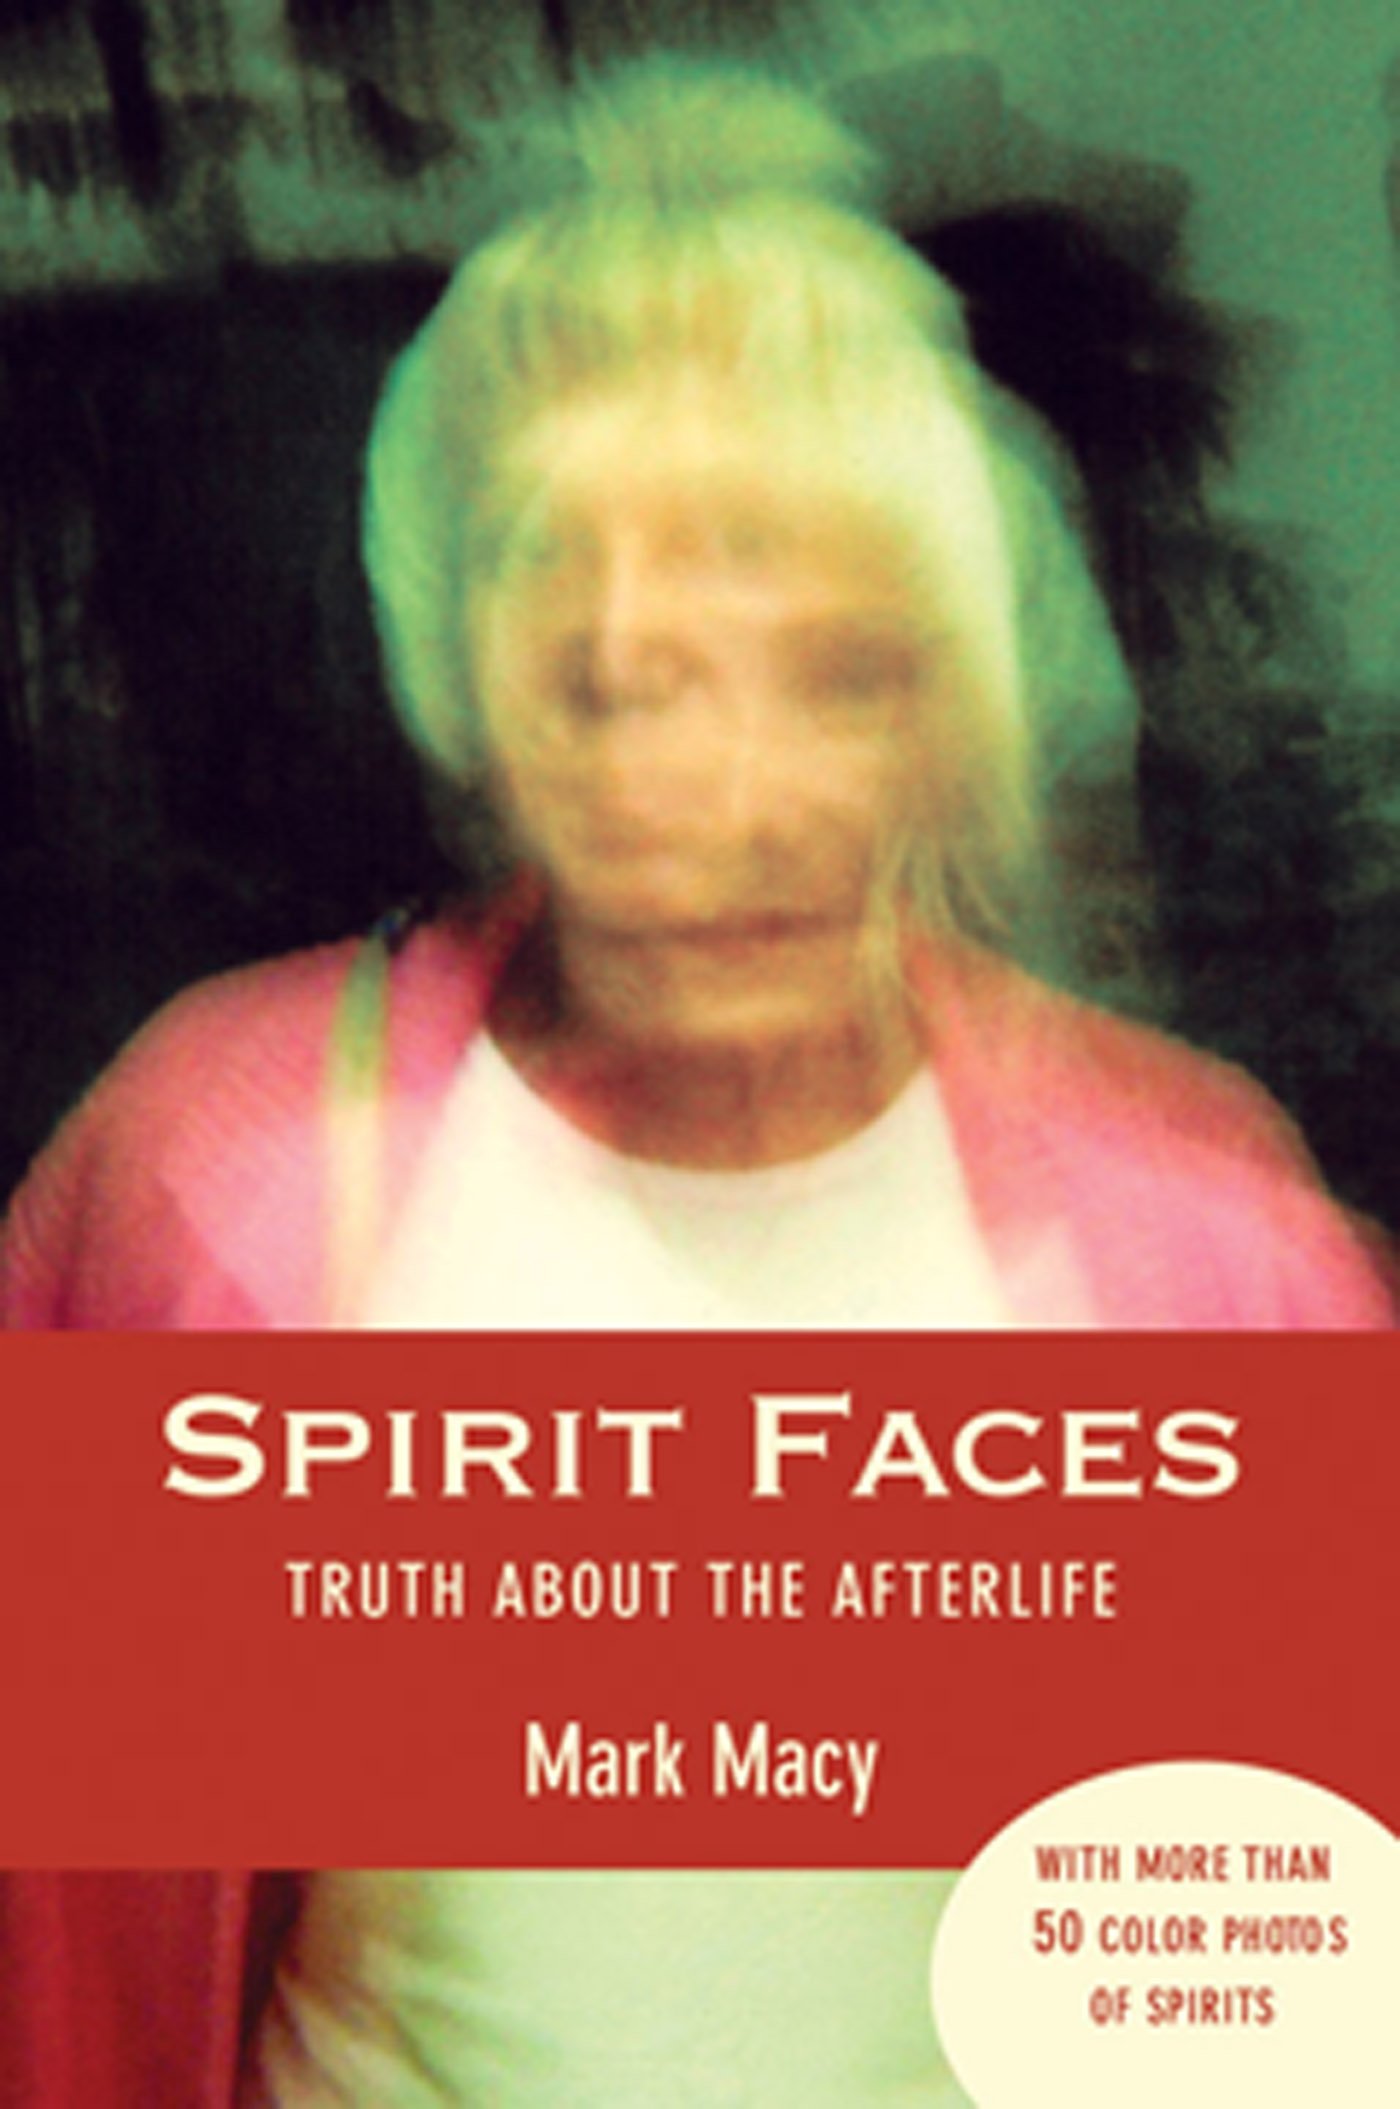 SPIRIT FACES
TRUTH ABOUT THE AFTERLIFE
Mark Macy
WITH MORE THAN
50 COLOR PHOTOS
OF SPIRITS